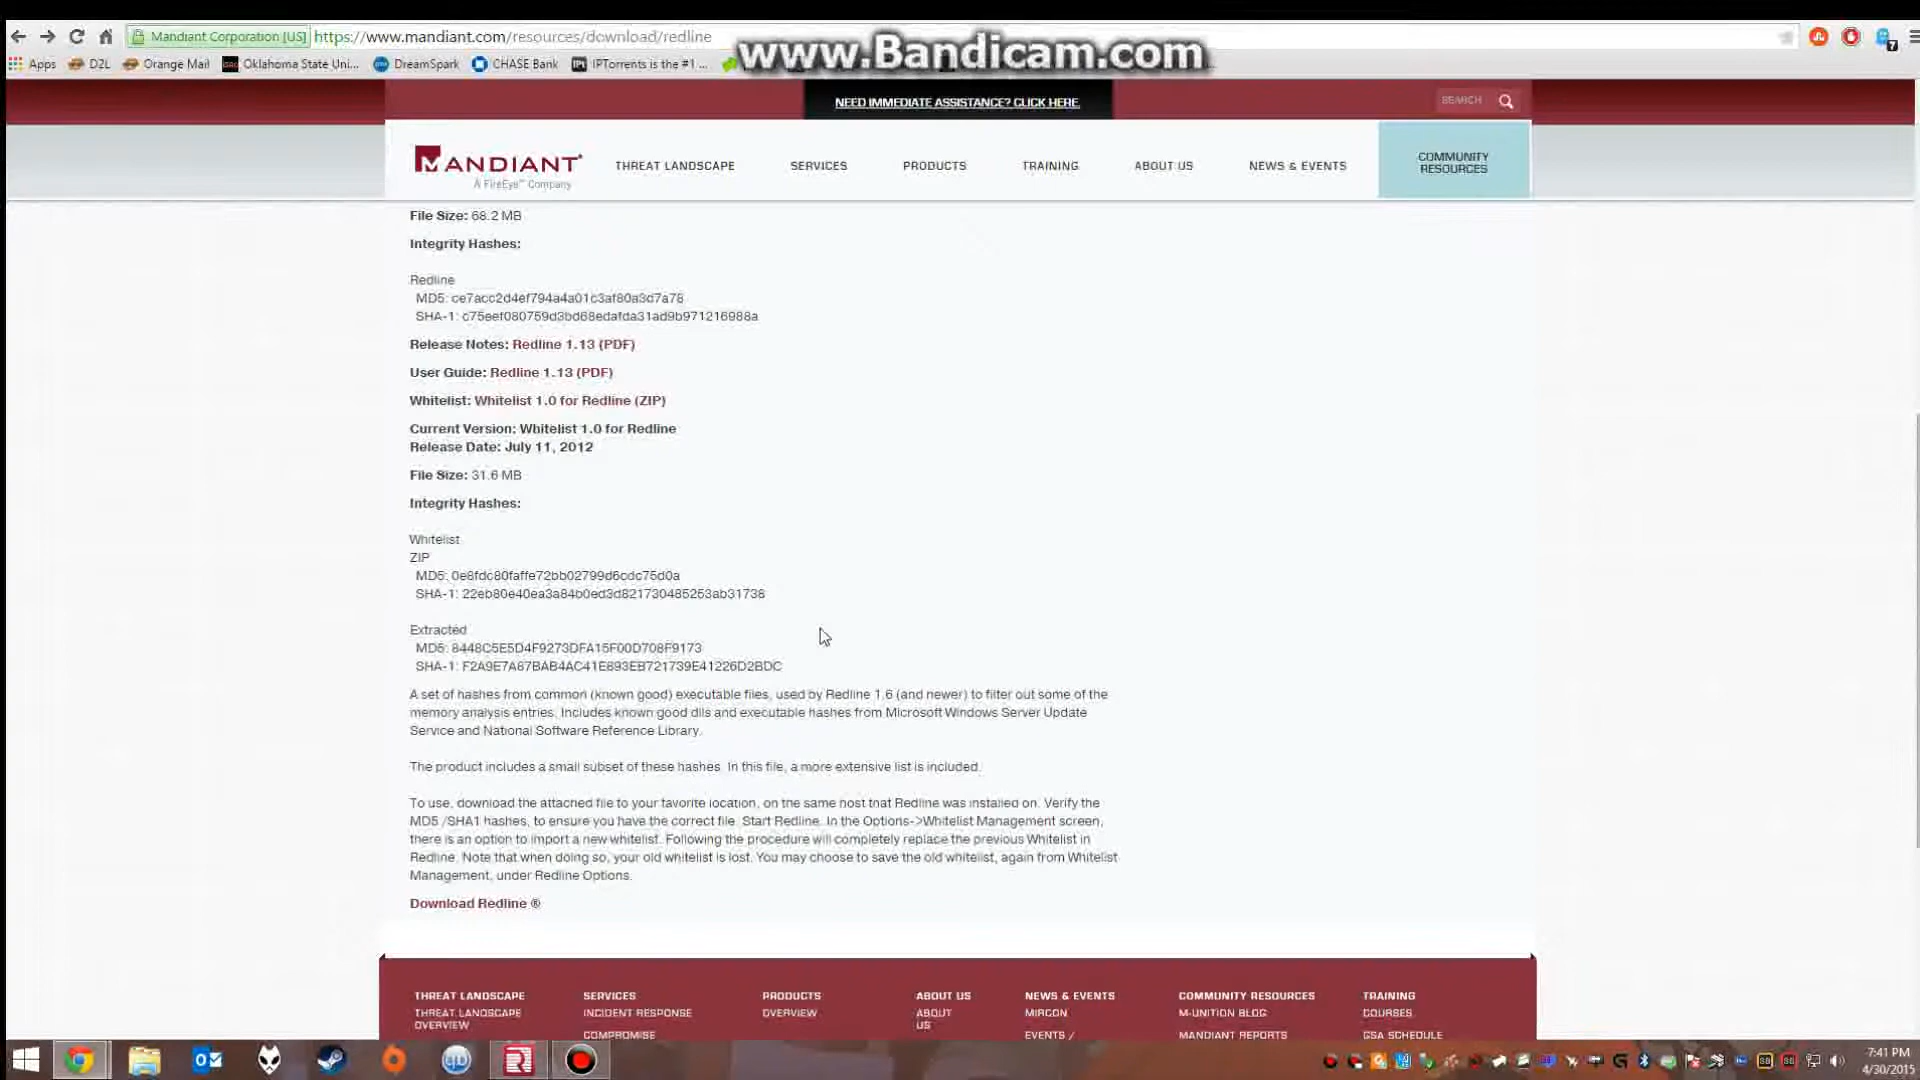 Mandiant Corporation [US] https://www.mandiant.com/resources/download/redline
www.Bandicam.com
Apps D2L Orange Mail Oklahoma State Uni... DreamSpark CHASE Bank IPTorrents is the #1 ...
NEED IMMEDIATE ASSISTANCE? CLICK HERE.
SEARCH
MANDIANT
A FireEye™ Company
THREAT LANDSCAPE SERVICES PRODUCTS TRAINING ABOUT US NEWS & EVENTS COMMUNITY RESOURCES
File Size: 68.2 MB
Integrity Hashes:
Redline
MD5: ce7acc2d4ef794a4a01c3af80a3d7a78
SHA-1: c75eef080759d3bd68edafda31ad9b971216988a
Release Notes: Redline 1.13 (PDF)
User Guide: Redline 1.13 (PDF)
Whitelist: Whitelist 1.0 for Redline (ZIP)
Current Version: Whitelist 1.0 for Redline
Release Date: July 11, 2012
File Size: 31.6 MB
Integrity Hashes:
Whitelist
ZIP
MD5: 0e8fdc80faffe72bb02799d6cdc75d0a
SHA-1: 22eb80e40ea3a84b0ed3d821730485253ab31736
Extracted
MD5: 8448C5E5D4F9273DFA15F00D708F9173
SHA-1: F2A9E7A87BAB4AC41E893EB721739E41226D2BDC
A set of hashes from common (known good) executable files, used by Redline 1.6 (and newer) to filter out some of the
memory analysis entries. Includes known good dlls and executable hashes from Microsoft Windows Server Update
Service and National Software Reference Library.
The product includes a small subset of these hashes. In this file, a more extensive list is included.
To use, download the attached file to your favorite location, on the same host that Redline was installed on. Verify the
MD5 /SHA1 hashes, to ensure you have the correct file. Start Redline. In the Options->Whitelist Management screen,
there is an option to import a new whitelist. Following the procedure will completely replace the previous Whitelist in
Redline. Note that when doing so, your old whitelist is lost. You may choose to save the old whitelist, again from Whitelist
Management, under Redline Options.
Download Redline ®
THREAT LANDSCAPE SERVICES PRODUCTS ABOUT US NEWS & EVENTS COMMUNITY RESOURCES TRAINING
THREAT LANDSCAPE INCIDENT RESPONSE OVERVIEW ABOUT MIRCON M-UNITION BLOG COURSES
OVERVIEW US
COMPROMISE EVENTS / MANDIANT REPORTS GSA SCHEDULE
7:41 PM
4/30/2015